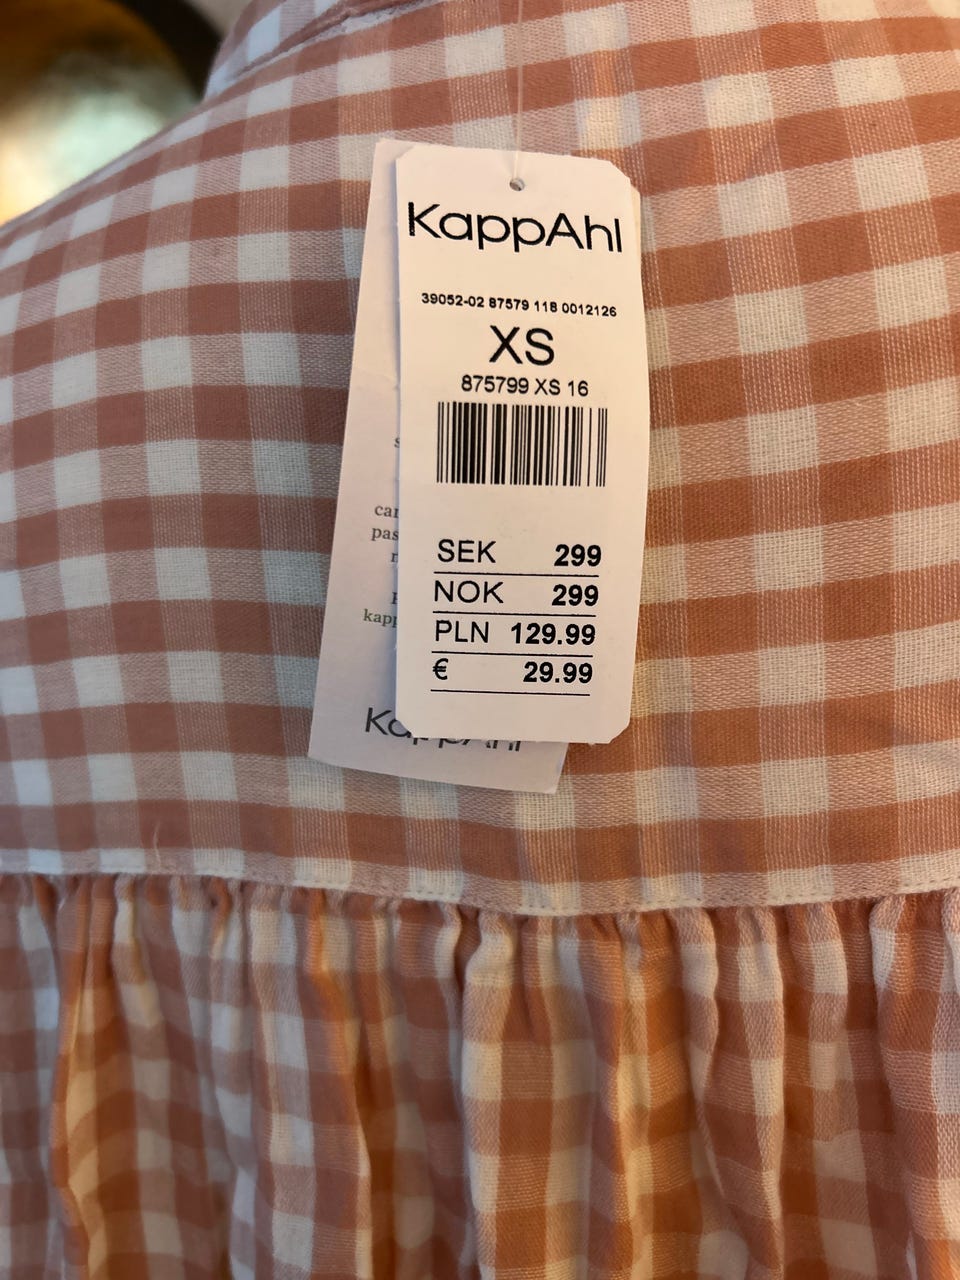 KappAhl
39052-02 87579 118 0012126
XS
875799 XS 16
SEK 299
NOK 299
PLN 129.99
€ 29.99
KappAhl